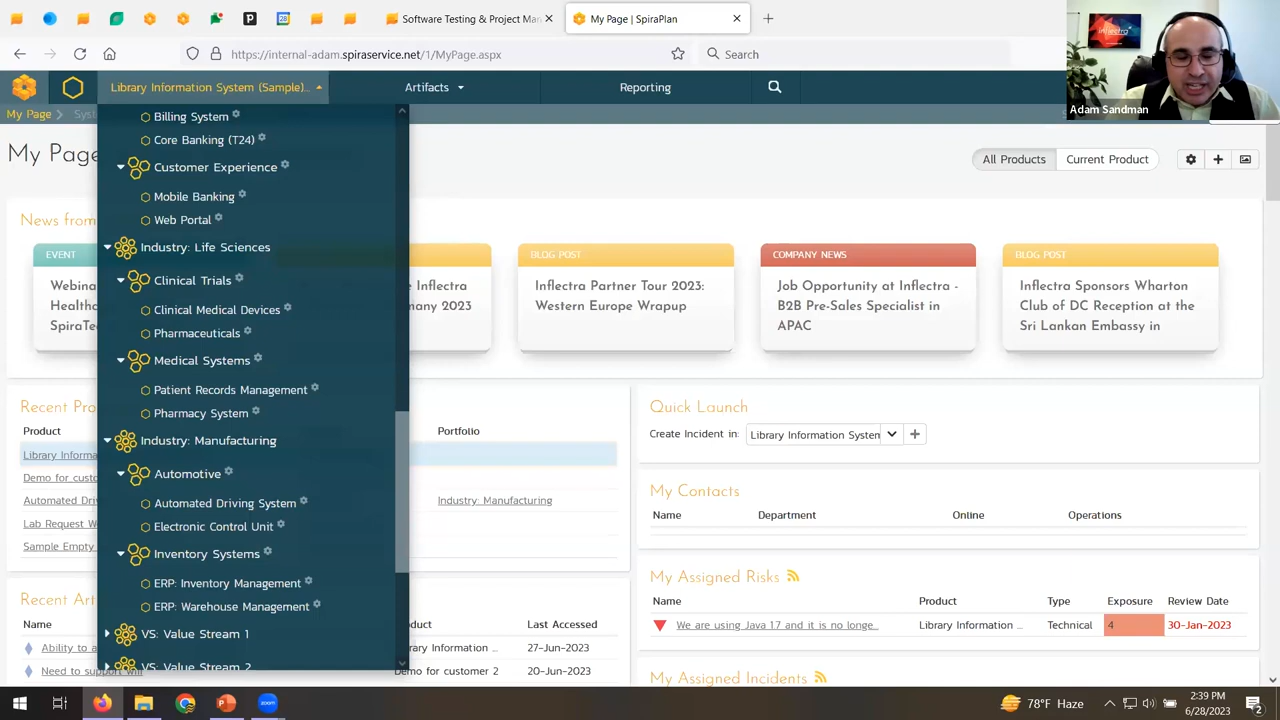 Software Testing & Project Man
My Page | SpiraPlan
https://internal-adam.spiraservice.net/1/MyPage.aspx
Search
Adam Sandman
Library Information System (Sample)...
Artifacts
Reporting
My Page
My Page
All Products
Current Product
Billing System
Core Banking (T24)
Customer Experience
Mobile Banking
Web Portal
Industry: Life Sciences
Clinical Trials
Clinical Medical Devices
Pharmaceuticals
Medical Systems
Patient Records Management
Pharmacy System
Industry: Manufacturing
Automotive
Automated Driving System
Electronic Control Unit
Inventory Systems
ERP: Inventory Management
ERP: Warehouse Management
VS: Value Stream 1
VS: Value Stream 2
News from
EVENT
Webina
Health
SpiraTe
e Inflectra
many 2023
BLOG POST
Inflectra Partner Tour 2023:
Western Europe Wrapup
COMPANY NEWS
Job Opportunity at Inflectra -
B2B Pre-Sales Specialist in
APAC
BLOG POST
Inflectra Sponsors Wharton
Club of DC Reception at the
Sri Lankan Embassy in
Recent Pro
Product
Portfolio
Library Informa
Demo for custo
Automated Dri
Industry: Manufacturing
Lab Request W
Sample Empty
Recent Art
Name
duct
Last Accessed
Ability to a
brary Information ...
27-Jun-2023
Need to support
Demo for customer 2
20-Jun-2023
Quick Launch
Create Incident in:
Library Information System
My Contacts
Name
Department
Online
Operations
My Assigned Risks
Name
Product
Type
Exposure
Review Date
We are using Java 1.7 and it is no longe...
Library Information ...
Technical
4
30-Jan-2023
My Assigned Incidents
78°F Haze
2:39 PM
6/28/2023
2